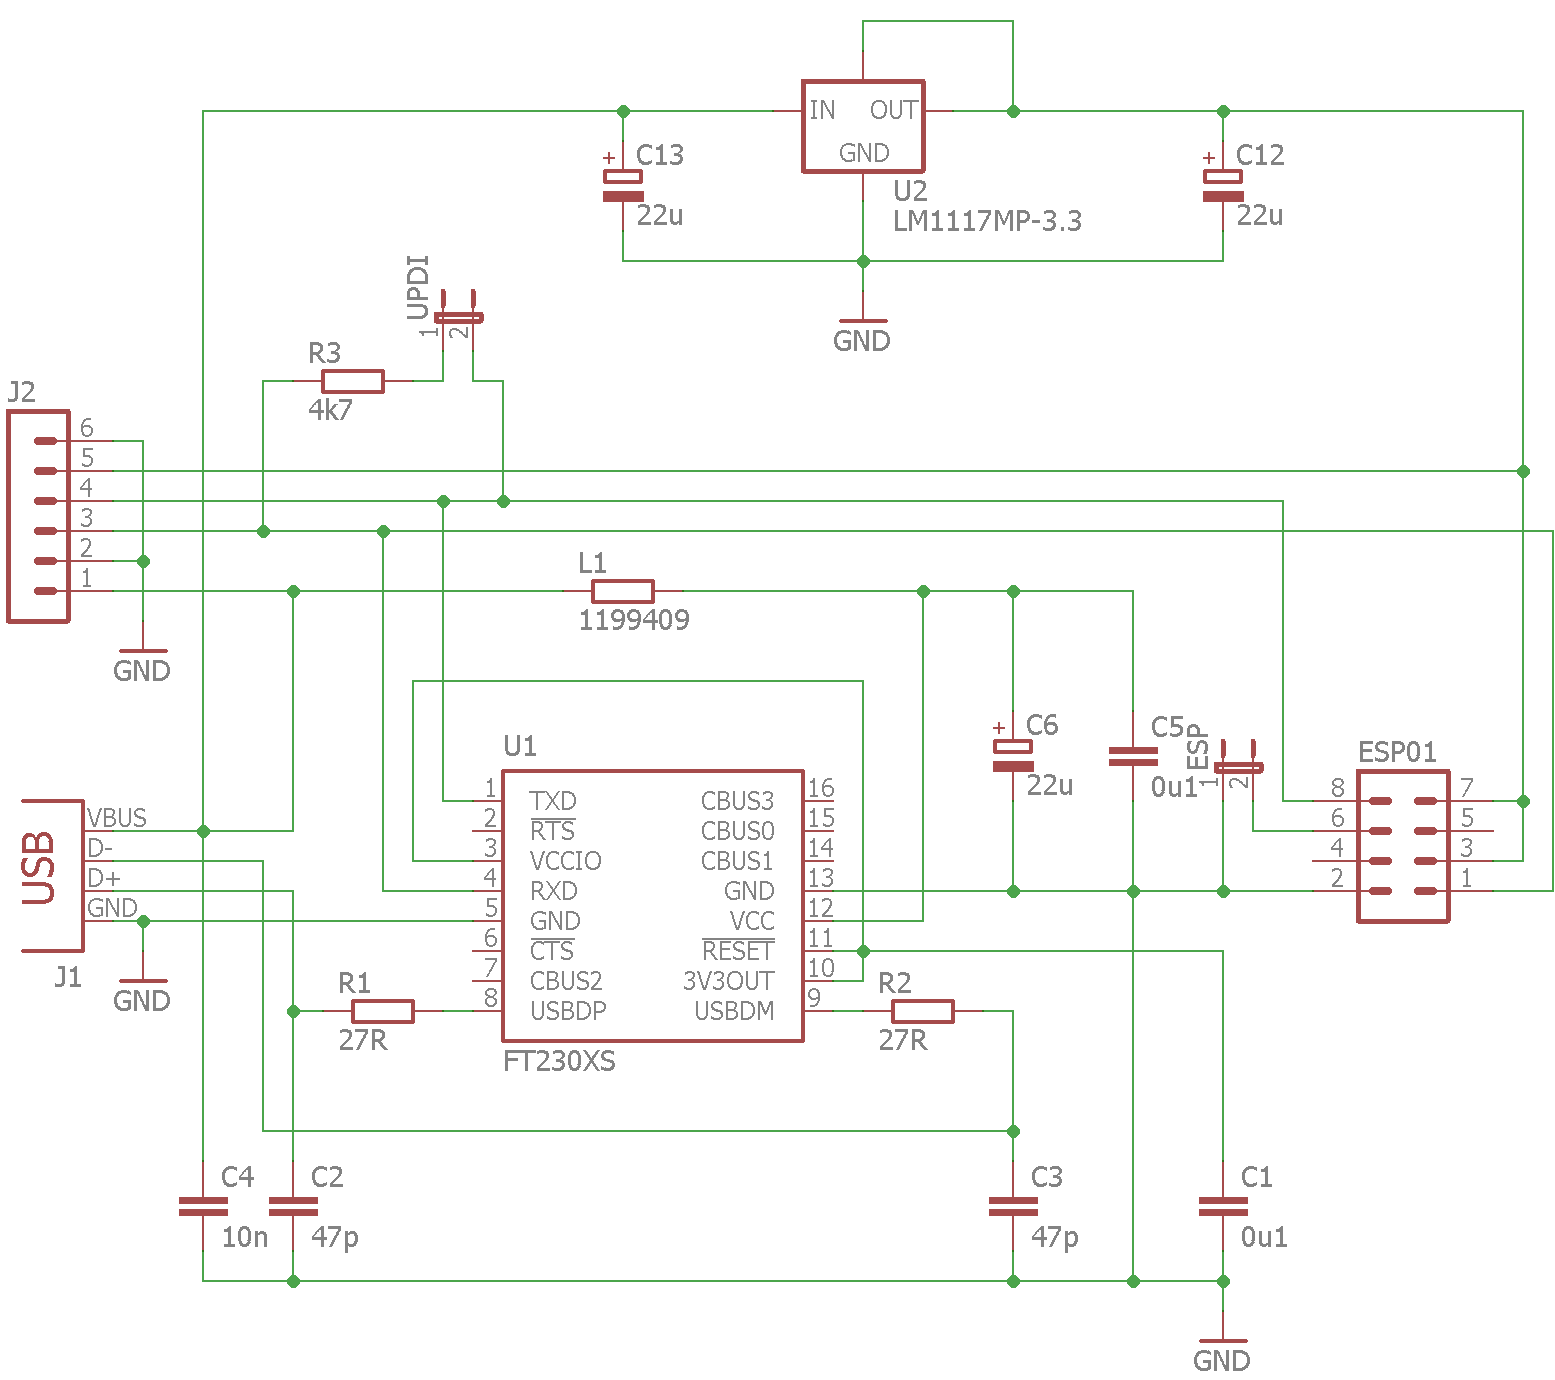 IN OUT
GND
U2
LM1117MP-3.3
+ C13
22u
+ C12
22u
GND
UPDI
1 2
R3
4k7
J2
6
5
4
3
2
1
GND
L1
1199409
U1
1 TXD CBUS3 16
2 RTS CBUS0 15
3 VCCIO CBUS1 14
4 RXD GND 13
5 GND VCC 12
6 CTS RESET 11
7 CBUS2 3V3OUT 10
8 USBDP USBDM 9
FT230XS
+ C6
22u
C5
0u1
ESP
1 2
ESP01
8 7
6 5
4 3
2 1
USB
VBUS
D-
D+
GND
J1
GND
R1
27R
R2
27R
C4
10n
C2
47p
C3
47p
C1
0u1
GND